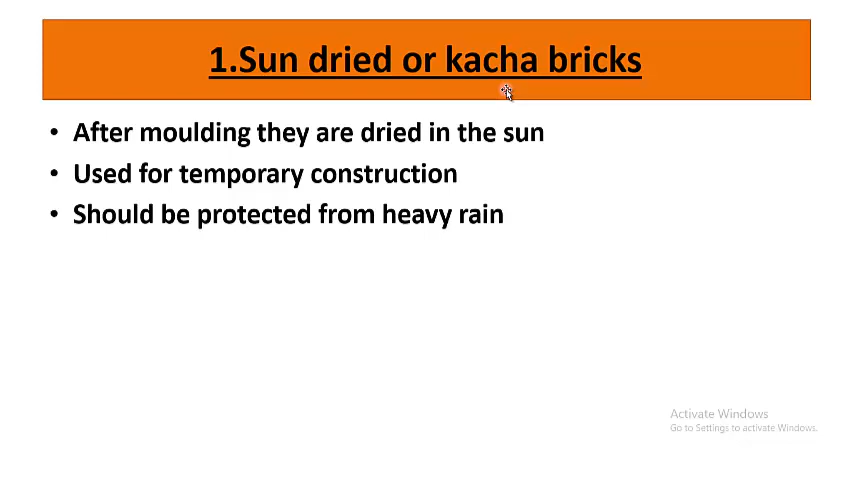 1.Sun dried or kacha bricks
• After moulding they are dried in the sun
• Used for temporary construction
• Should be protected from heavy rain
Activate Windows
Go to Settings to activate Windows.